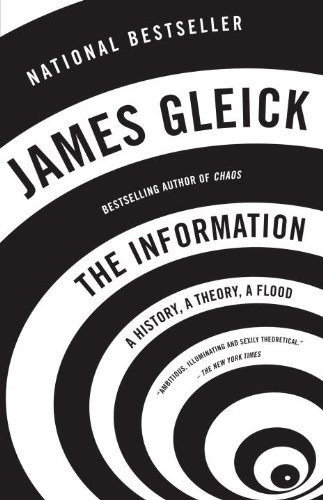 NATIONAL BESTSELLER
JAMES GLEICK
BESTSELLING AUTHOR OF CHAOS
THE INFORMATION
A HISTORY, A THEORY, A FLOOD
"AMBITIOUS, ILLUMINATING AND SEXILY THEORETICAL."
— THE NEW YORK TIMES